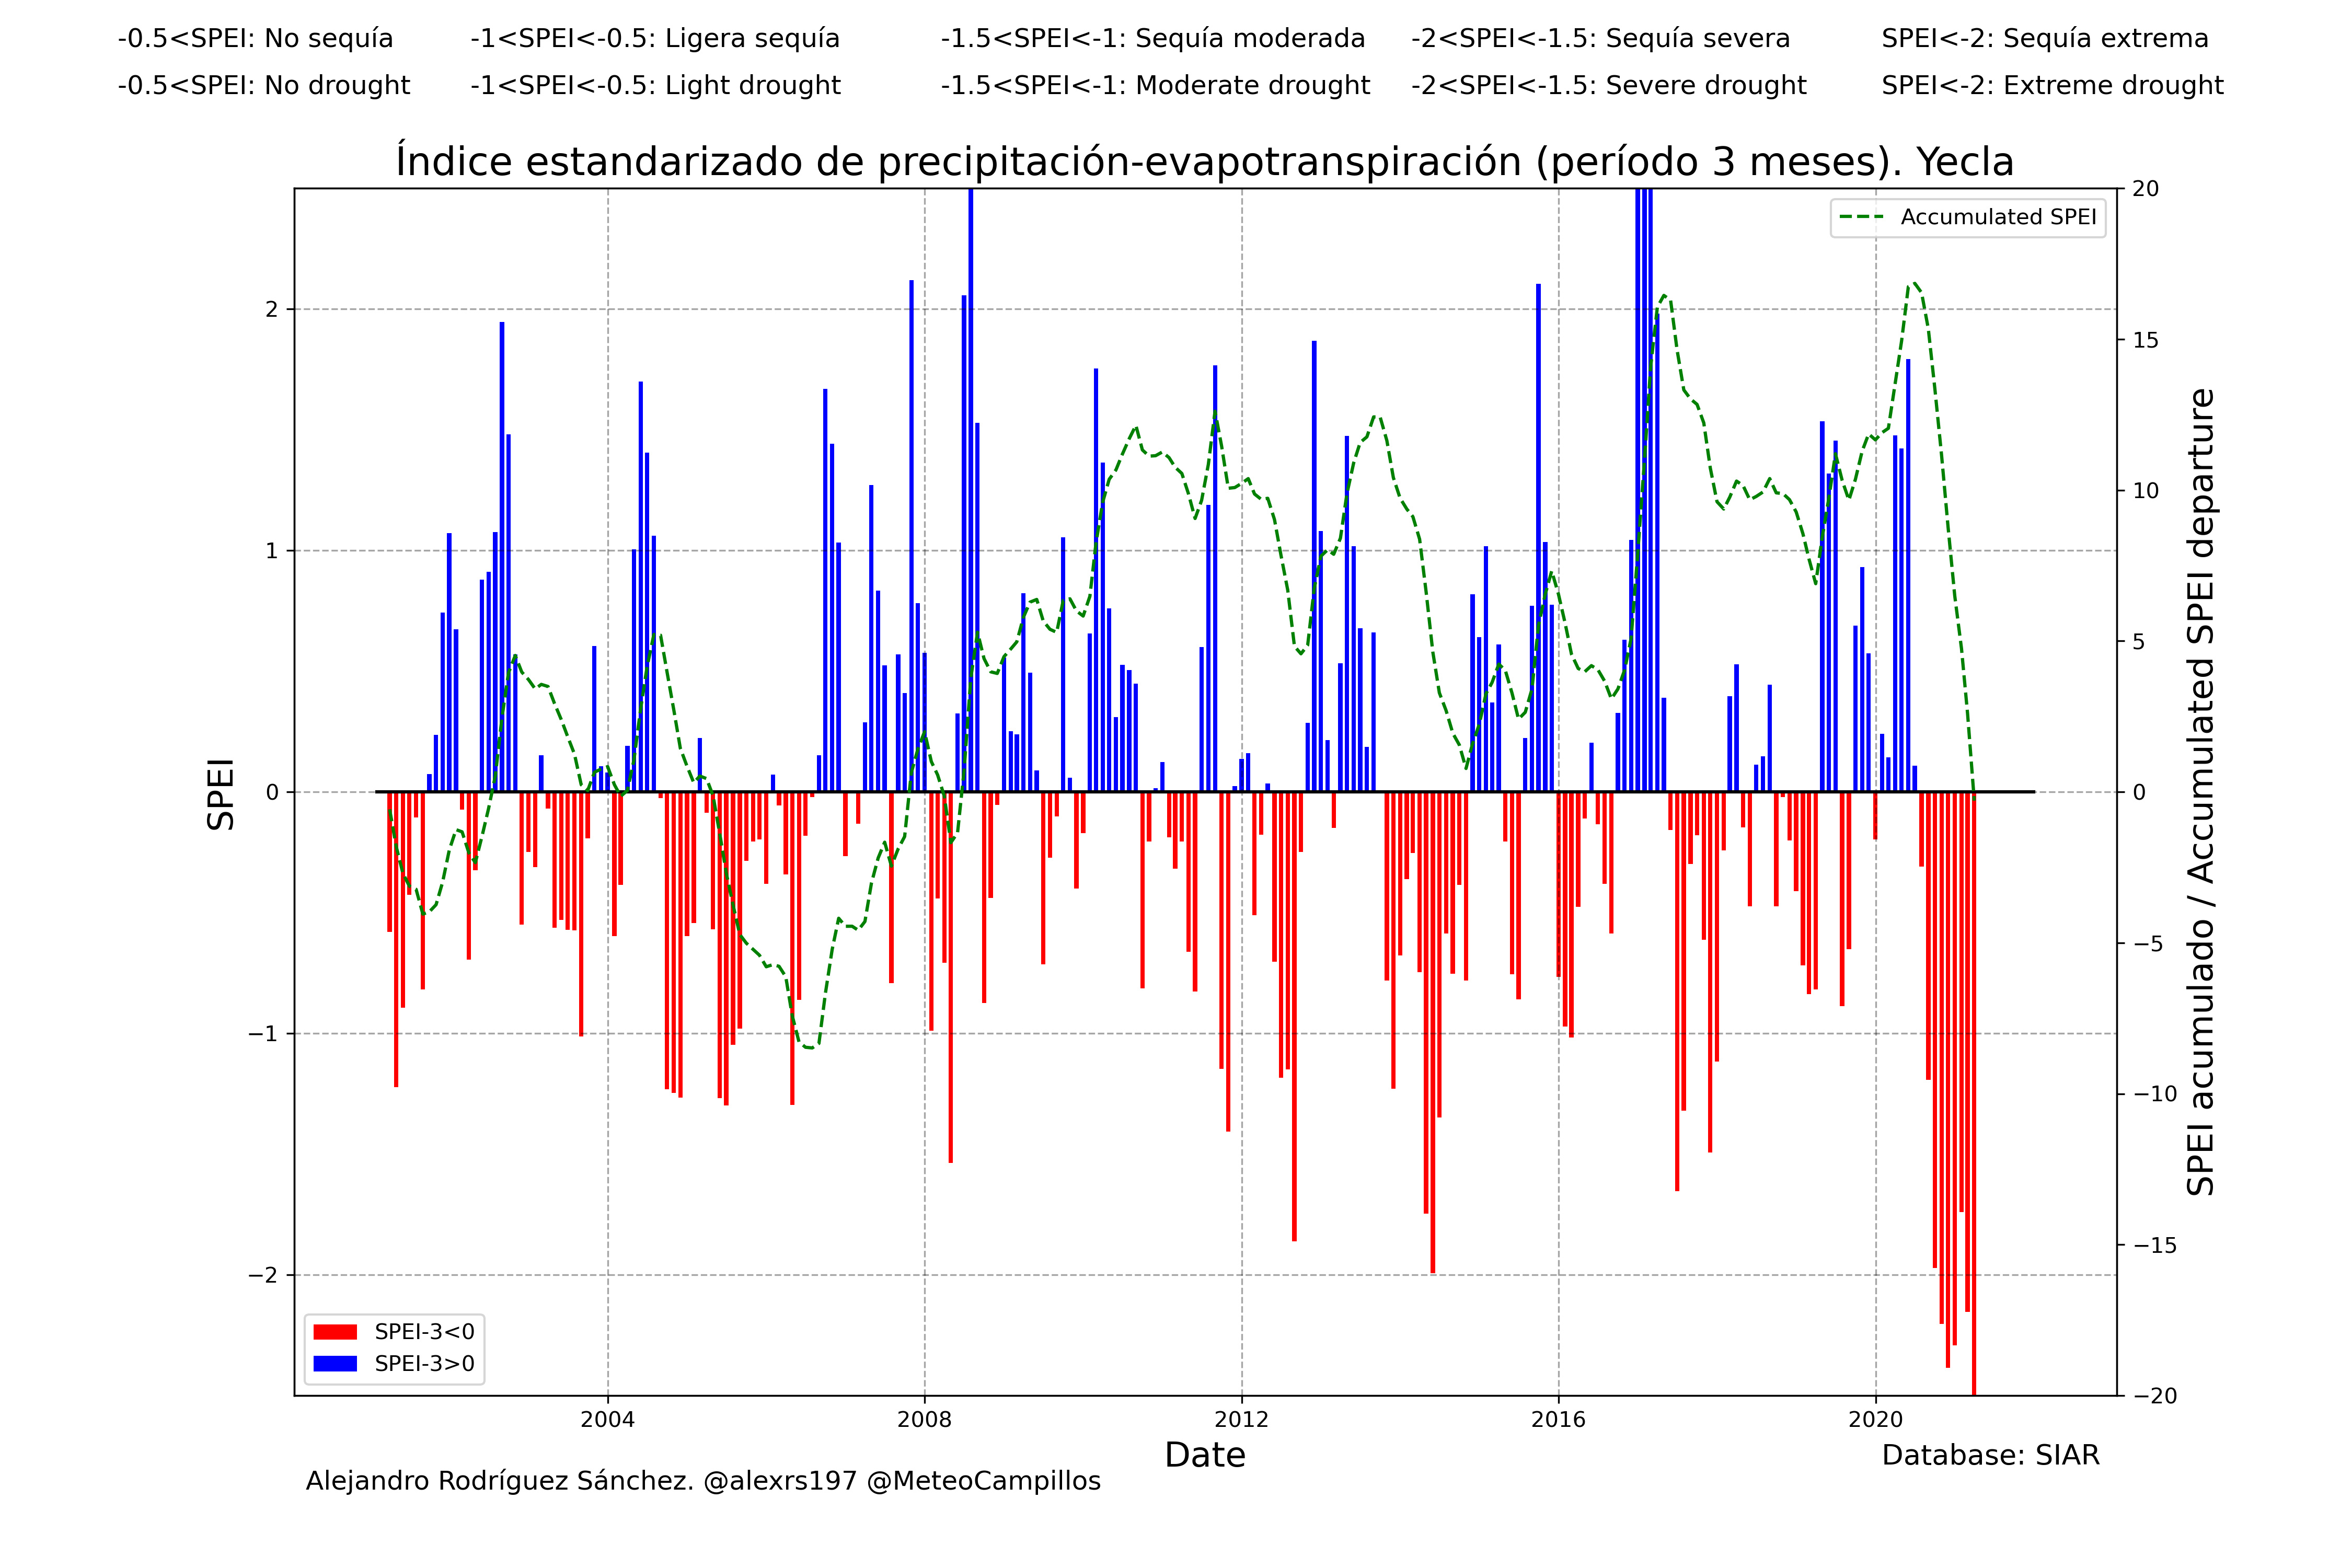 -0.5<SPEI: No sequía -1<SPEI<-0.5: Ligera sequía -1.5<SPEI<-1: Sequía moderada -2<SPEI<-1.5: Sequía severa SPEI<-2: Sequía extrema
-0.5<SPEI: No drought -1<SPEI<-0.5: Light drought -1.5<SPEI<-1: Moderate drought -2<SPEI<-1.5: Severe drought SPEI<-2: Extreme drought
Índice estandarizado de precipitación-evapotranspiración (período 3 meses). Yecla
Accumulated SPEI
SPEI
2
1
0
−1
−2
20
15
10
5
0
−5
−10
−15
−20
SPEI acumulado / Accumulated SPEI departure
SPEI-3<0
SPEI-3>0
2004 2008 2012 2016 2020
Date
Database: SIAR
Alejandro Rodríguez Sánchez. @alexrs197 @MeteoCampillos